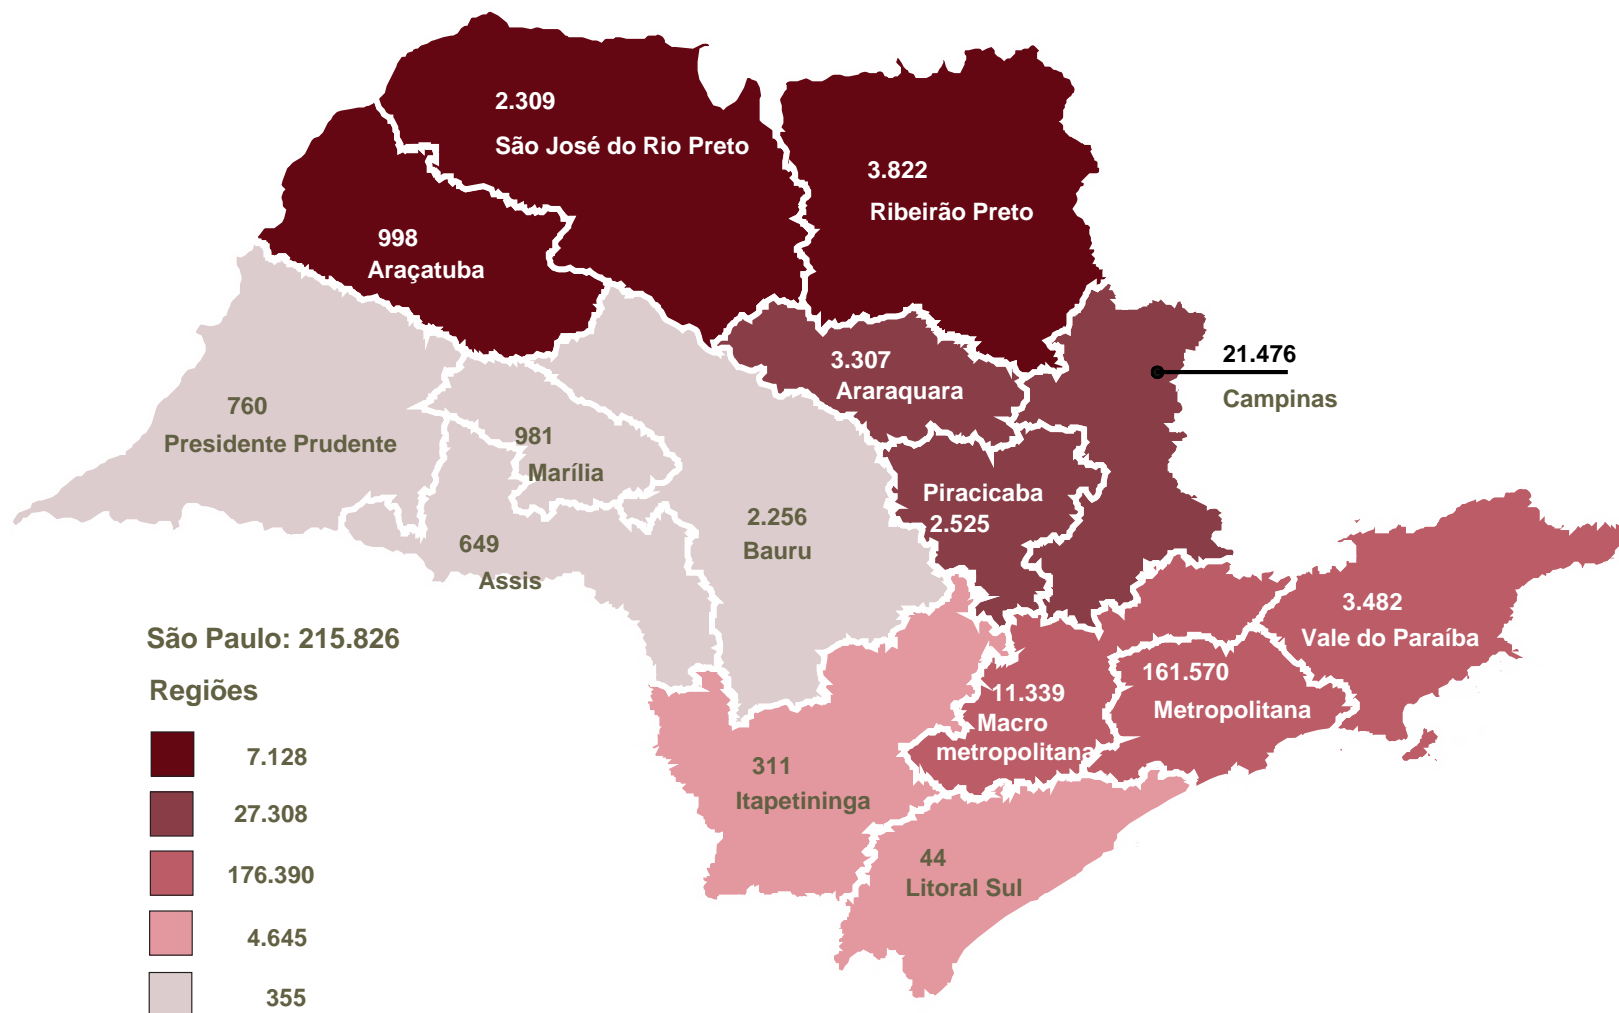 2.309
São José do Rio Preto
3.822
Ribeirão Preto
998
Araçatuba
3.307
Araraquara
21.476
Campinas
760
Presidente Prudente
981
Marília
Piracicaba
2.525
2.256
Bauru
649
Assis
3.482
Vale do Paraíba
161.570
Metropolitana
11.339
Macro
metropolitana
311
Itapetininga
44
Litoral Sul
São Paulo: 215.826
Regiões
7.128
27.308
176.390
4.645
355